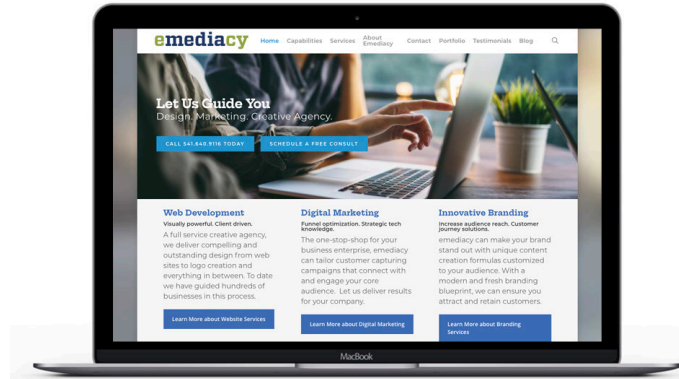 emediacy
Home Capabilities Services About Emediacy Contact Portfolio Testimonials Blog
Let Us Guide You
Design. Marketing. Creative Agency.
CALL 541.640.9116 TODAY
SCHEDULE A FREE CONSULT
Web Development
Visually powerful. Client driven.
A full service creative agency,
we deliver compelling and
outstanding design from web
sites to logo creation and
everything in between. To date
we have guided hundreds of
businesses in this process.
Learn More about Website Services
Digital Marketing
Funnel optimization. Strategic tech
knowledge.
The one-stop-shop for your
business enterprise, emediacy
can tailor customer capturing
campaigns that connect with
and engage your core
audience. Let us deliver results
for your company.
Learn More about Digital Marketing
Innovative Branding
Increase audience reach. Customer
journey solutions.
emediacy can make your brand
stand out with unique content
creation formulas customized
to your audience. With a
modern and fresh branding
blueprint, we can ensure you
attract and retain customers.
Learn More about Branding
Services
MacBook